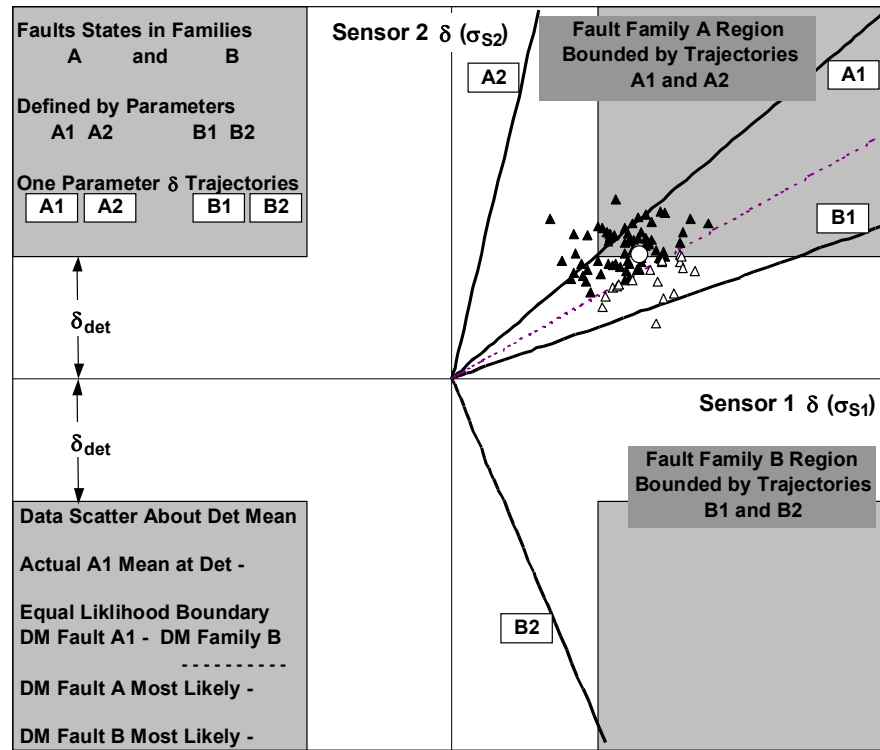 Faults States in Families
A and B
Defined by Parameters
A1 A2 B1 B2
One Parameter δ Trajectories
A1 A2 B1 B2
δdet
δdet
Data Scatter About Det Mean
Actual A1 Mean at Det -
Equal Liklihood Boundary
DM Fault A1 - DM Family B
- - - - - - - - - -
DM Fault A Most Likely -
DM Fault B Most Likely -
Sensor 2 δ (σS2)
A2
Fault Family A Region
Bounded by Trajectories
A1 and A2
A1
B1
Sensor 1 δ (σS1)
Fault Family B Region
Bounded by Trajectories
B1 and B2
B2